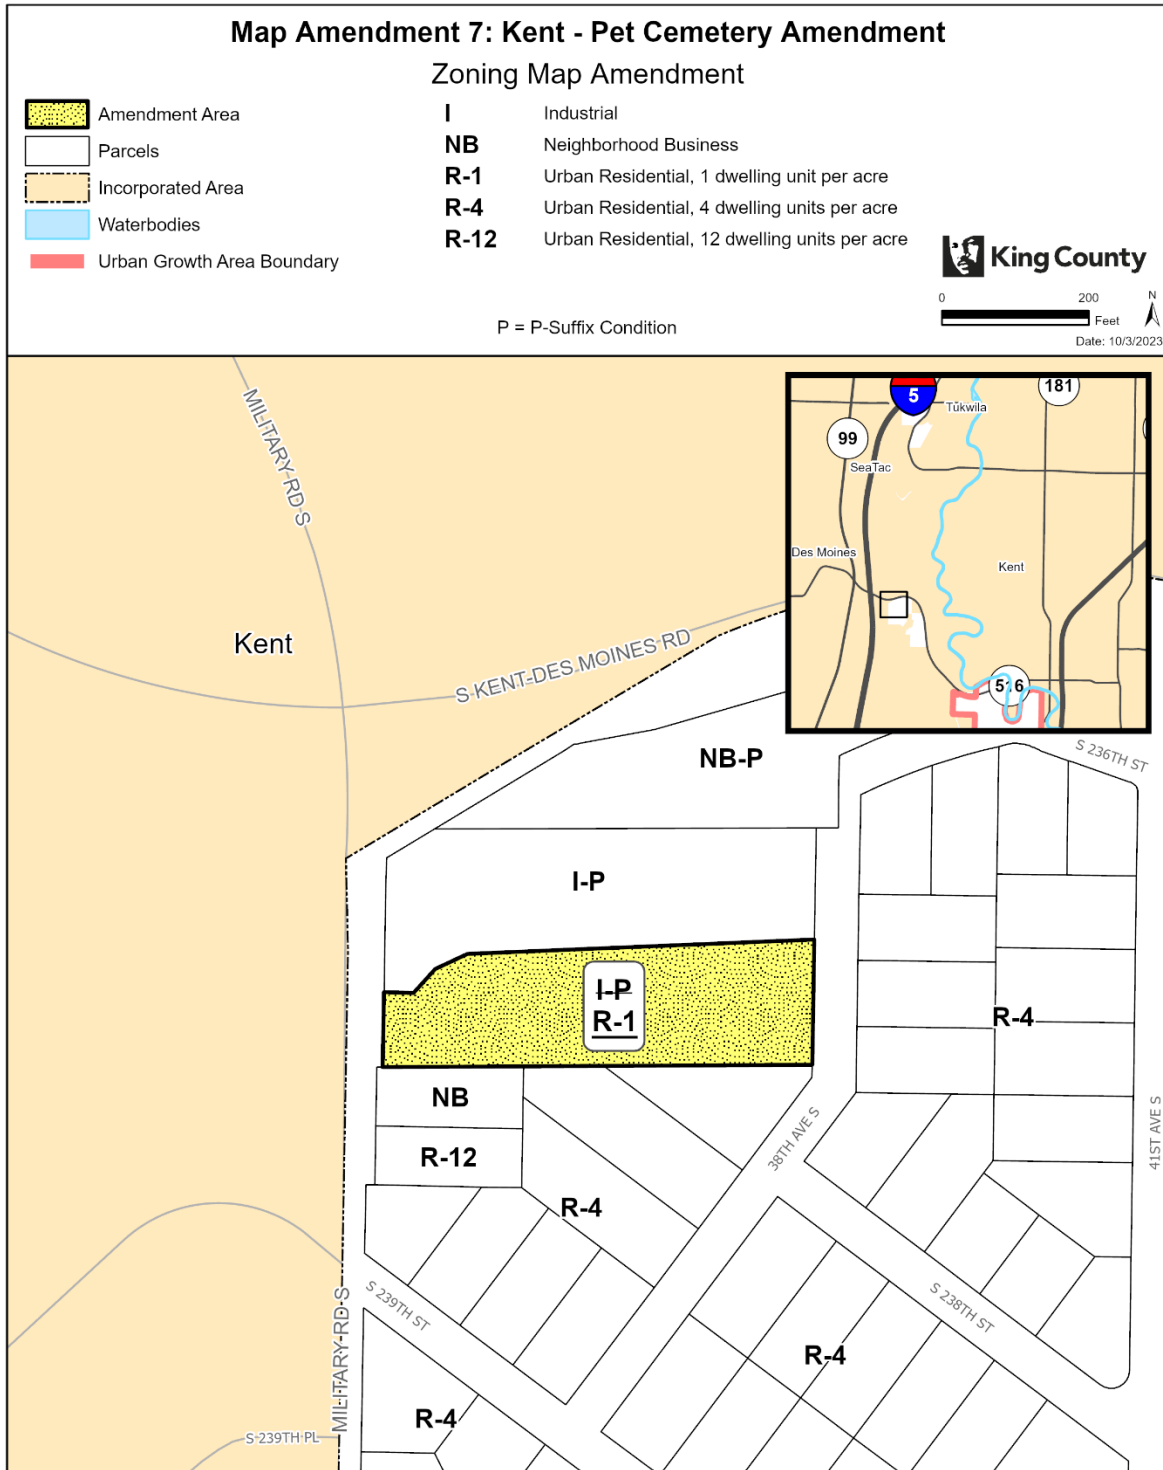 Map Amendment 7: Kent - Pet Cemetery Amendment
Zoning Map Amendment
Amendment Area
Parcels
Incorporated Area
Waterbodies
Urban Growth Area Boundary
I Industrial
NB Neighborhood Business
R-1 Urban Residential, 1 dwelling unit per acre
R-4 Urban Residential, 4 dwelling units per acre
R-12 Urban Residential, 12 dwelling units per acre
P = P-Suffix Condition
King County
0 200
Feet
N
Date: 10/3/2023
5
181
Tukwila
99
SeaTac
Des Moines
Kent
516
MILITARY RD S
Kent
S KENT-DES MOINES RD
NB-P
S 236TH ST
I-P
I-P
R-1
R-4
NB
R-12
38TH AVE S
41ST AVE S
R-4
S 239TH ST
S 238TH ST
MILITARY RD S
R-4
R-4
S 239TH PL